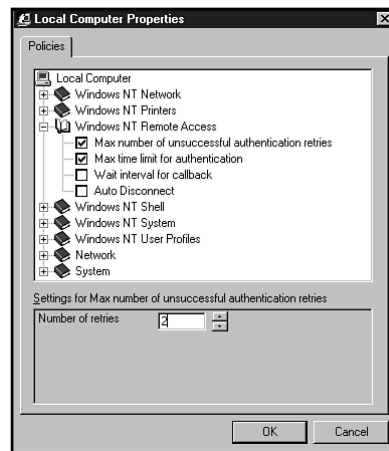 Local Computer Properties
Policies
Local Computer
Windows NT Network
Windows NT Printers
Windows NT Remote Access
Max number of unsuccessful authentication retries
Max time limit for authentication
Wait interval for callback
Auto Disconnect
Windows NT Shell
Windows NT System
Windows NT User Profiles
Network
System
Settings for Max number of unsuccessful authentication retries
Number of retries 2
OK Cancel